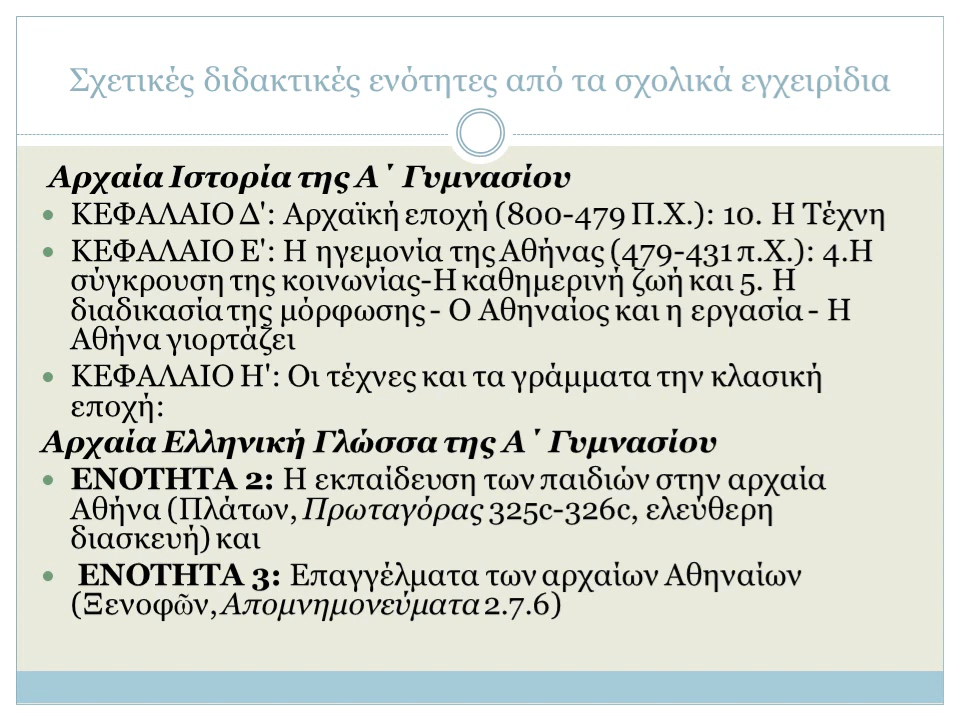 Σχετικές διδακτικές ενότητες από τα σχολικά εγχειρίδια
Αρχαία Ιστορία της Α΄ Γυμνασίου
• ΚΕΦΑΛΑΙΟ Δ': Αρχαϊκή εποχή (800-479 Π.Χ.): 10. Η Τέχνη
• ΚΕΦΑΛΑΙΟ Ε': Η ηγεμονία της Αθήνας (479-431 π.Χ.): 4.Η
σύγκρουση της κοινωνίας-Η καθημερινή ζωή και 5. Η
διαδικασία της μόρφωσης - Ο Αθηναίος και η εργασία - Η
Αθήνα γιορτάζει
• ΚΕΦΑΛΑΙΟ Η': Οι τέχνες και τα γράμματα την κλασική
εποχή:
Αρχαία Ελληνική Γλώσσα της Α΄ Γυμνασίου
• ΕΝΟΤΗΤΑ 2: Η εκπαίδευση των παιδιών στην αρχαία
Αθήνα (Πλάτων, Πρωταγόρας 325c-326c, ελεύθερη
διασκευή) και
• ΕΝΟΤΗΤΑ 3: Επαγγέλματα των αρχαίων Αθηναίων
(Ξενοφῶν, Απομνημονεύματα 2.7.6)